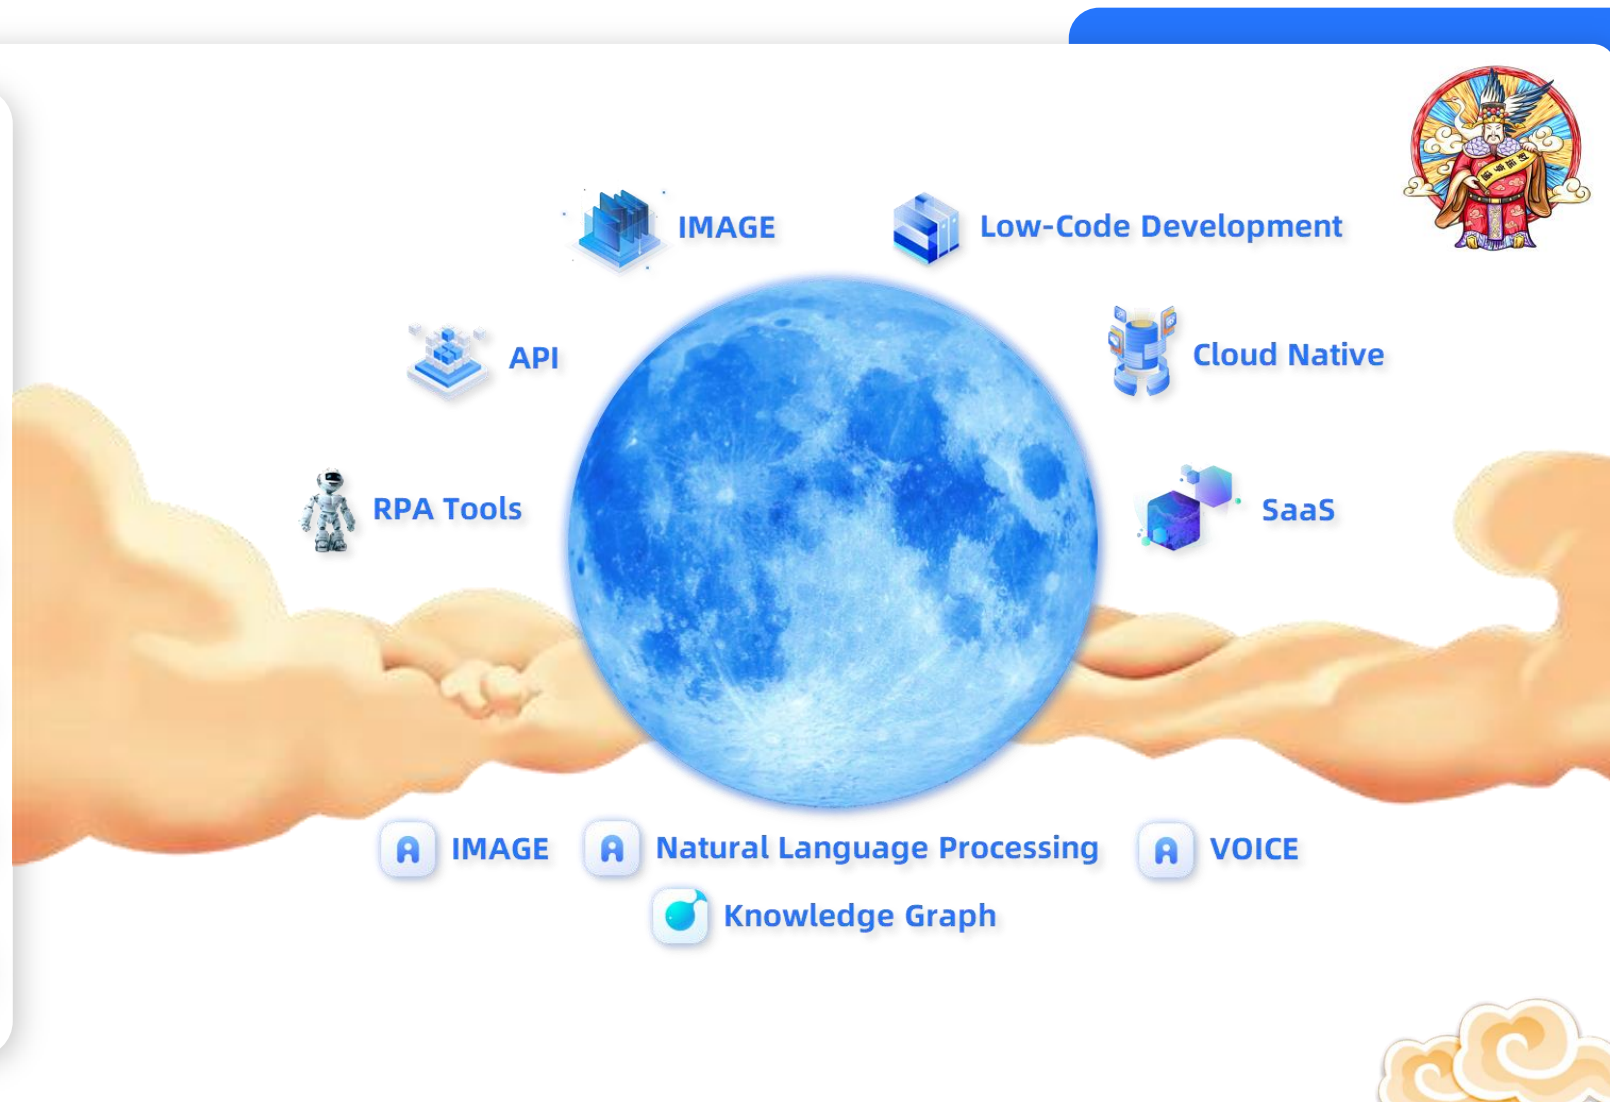 IMAGE
Low-Code Development
API
Cloud Native
RPA Tools
SaaS
IMAGE
Natural Language Processing
VOICE
Knowledge Graph